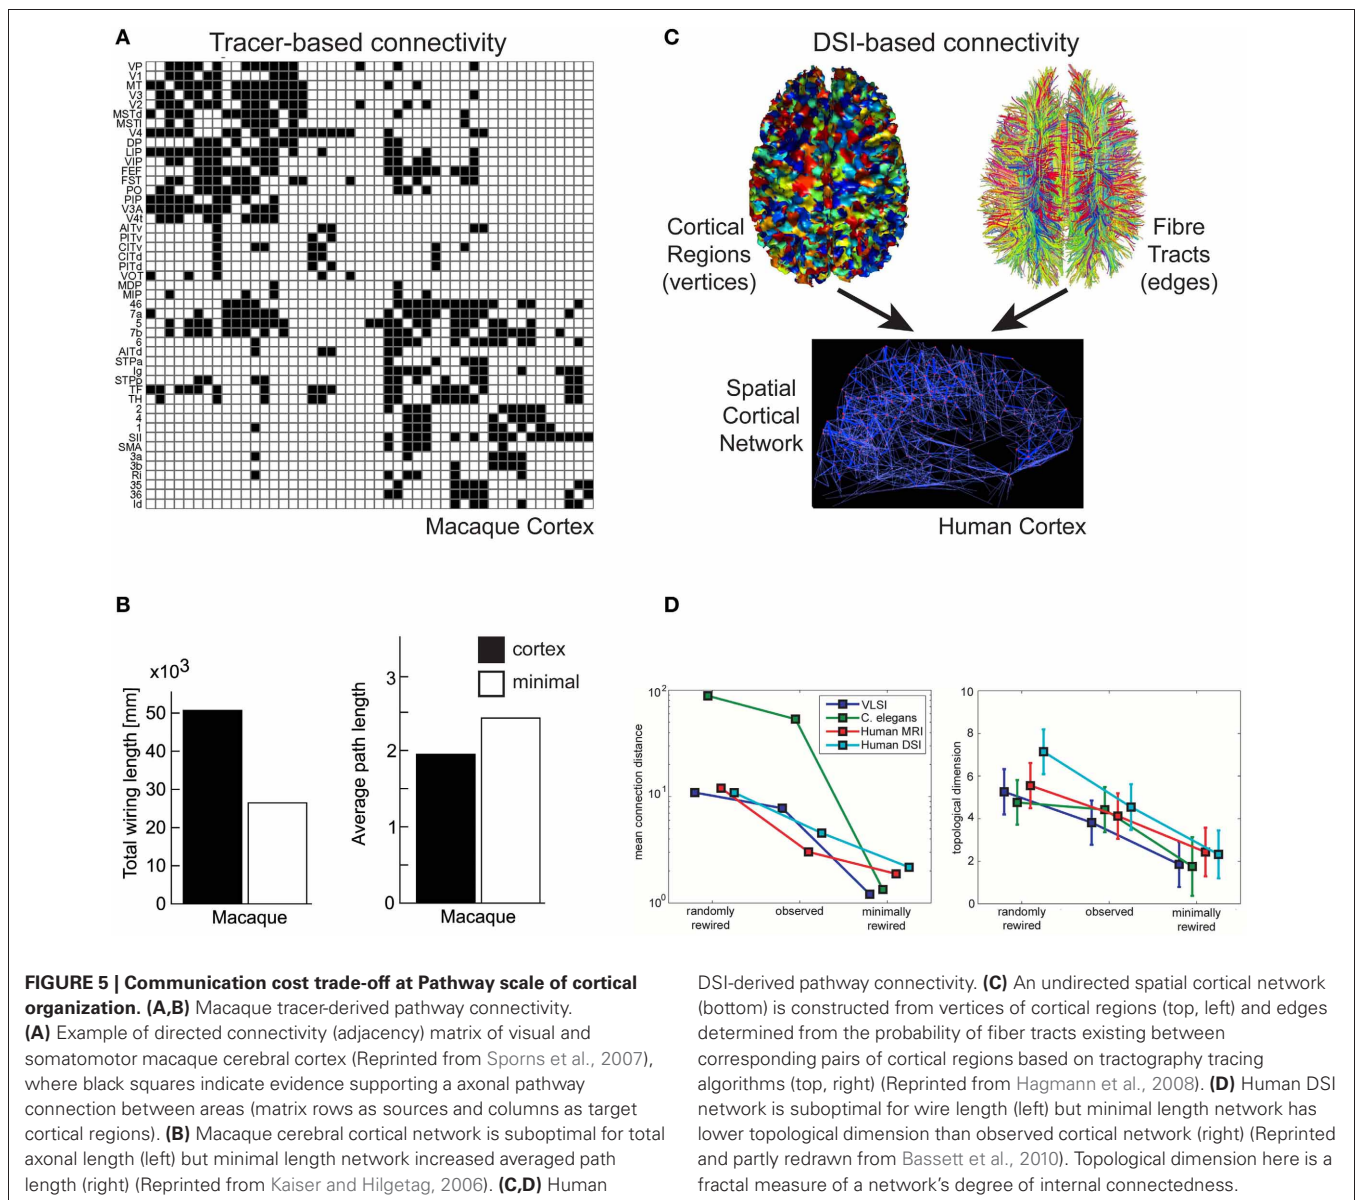 A
Tracer-based connectivity
VP
V1
MT
V3
V2
MSTd
MSTl
V4
DP
LIP
VIP
FEF
FST
PO
PIP
V3A
V4t
AITv
PITv
CITv
CITd
PITd
VOT
MDP
MIP
46
7a
5
7b
6
AITd
STPa
Ig
STPp
TF
TH
2
4
1
SII
SMA
3a
3b
Ri
35
36
Id
Macaque Cortex
C
DSI-based connectivity
Cortical
Regions
(vertices)
Fibre
Tracts
(edges)
Spatial
Cortical
Network
Human Cortex
B
x10³
Total wiring length [mm]
50
40
30
20
10
0
Macaque
Average path length
3
2
1
0
Macaque
cortex
minimal
D
mean connection distance
10²
10¹
10⁰
randomly
rewired
observed
minimally
rewired
VLSI
C. elegans
Human MRI
Human DSI
topological dimension
10
8
6
4
2
0
randomly
rewired
observed
minimally
rewired
FIGURE 5 | Communication cost trade-off at Pathway scale of cortical
organization. (A,B) Macaque tracer-derived pathway connectivity.
(A) Example of directed connectivity (adjacency) matrix of visual and
somatomotor macaque cerebral cortex (Reprinted from Sporns et al., 2007),
where black squares indicate evidence supporting a axonal pathway
connection between areas (matrix rows as sources and columns as target
cortical regions). (B) Macaque cerebral cortical network is suboptimal for total
axonal length (left) but minimal length network increased averaged path
length (right) (Reprinted from Kaiser and Hilgetag, 2006). (C,D) Human
DSI-derived pathway connectivity. (C) An undirected spatial cortical network
(bottom) is constructed from vertices of cortical regions (top, left) and edges
determined from the probability of fiber tracts existing between
corresponding pairs of cortical regions based on tractography tracing
algorithms (top, right) (Reprinted from Hagmann et al., 2008). (D) Human DSI
network is suboptimal for wire length (left) but minimal length network has
lower topological dimension than observed cortical network (right) (Reprinted
and partly redrawn from Bassett et al., 2010). Topological dimension here is a
fractal measure of a network's degree of internal connectedness.